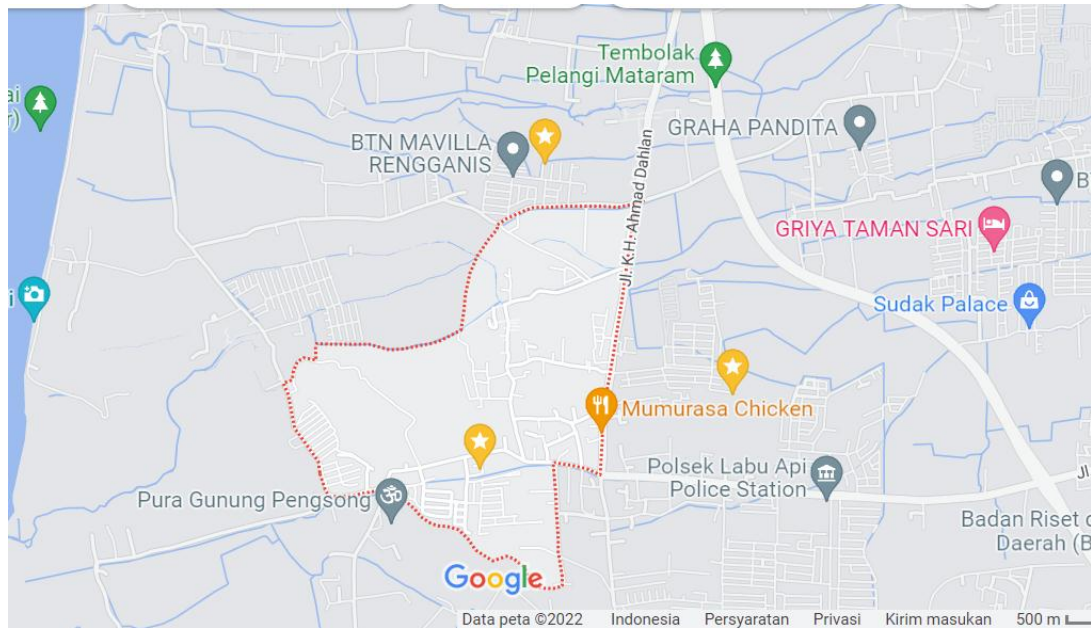 Tembolak
Pelangi Mataram
BTN MAVILLA
RENGGANIS
GRAHA PANDITA
Jl. K.H. Ahmad Dahlan
GRIYA TAMAN SARI
Sudak Palace
Mumurasa Chicken
Polsek Labu Api
Police Station
Pura Gunung Pengsong
Badan Riset
Daerah (B
Google
Data peta ©2022 Indonesia Persyaratan Privasi Kirim masukan 500 m